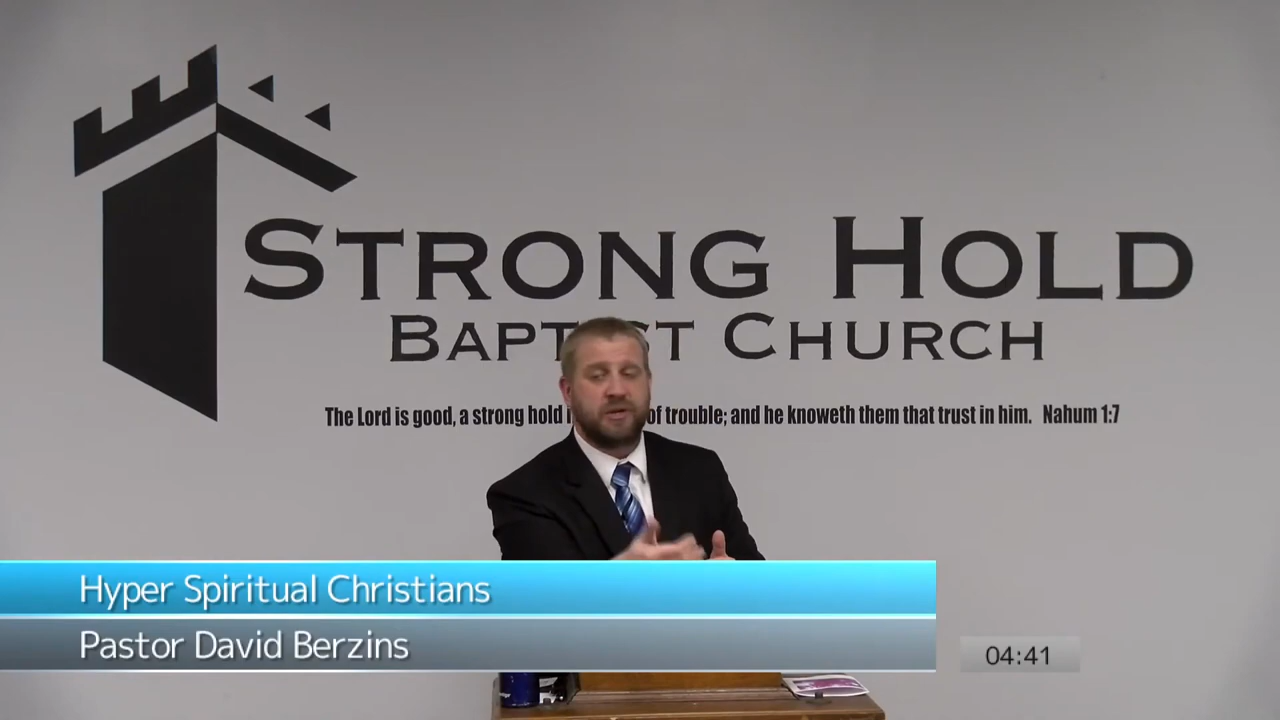 STRONG HOLD
BAPT ST CHURCH
The Lord is good, a strong hold of trouble; and he knoweth them that trust in him. Nahum 1:7
Hyper Spiritual Christians
Pastor David Berzins
04:41